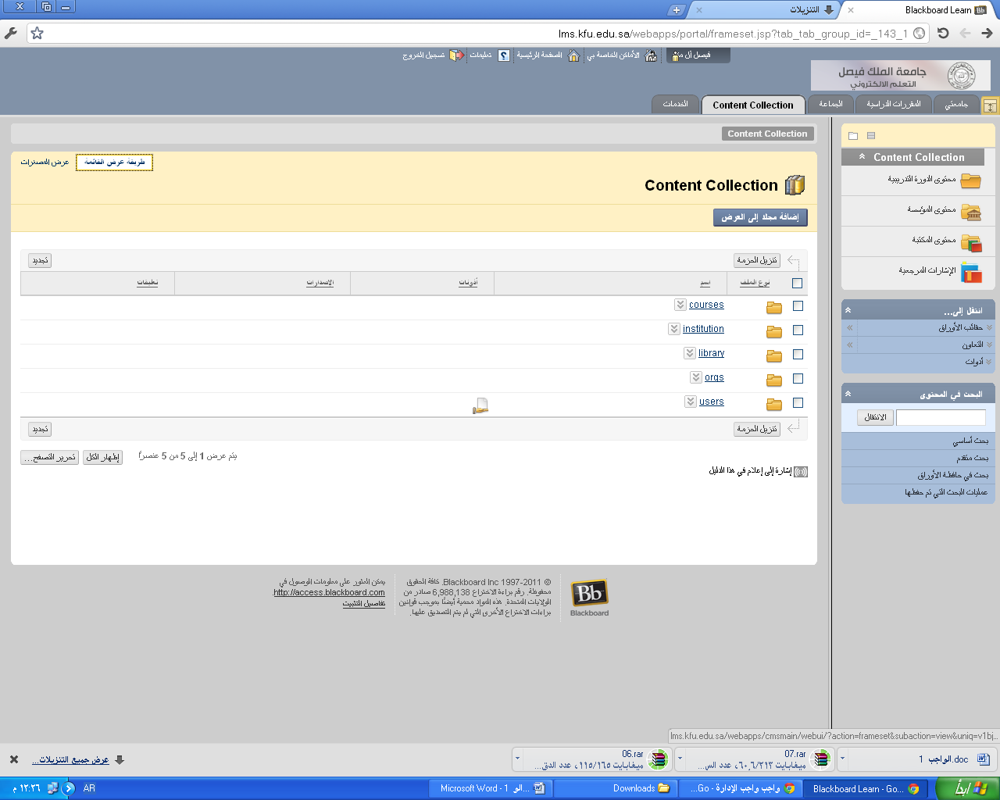 Blackboard Learn
التنزيلات
lms.kfu.edu.sa/webapps/portal/frameset.jsp?tab_tab_group_id=_143_1
الأماكن الخاصة بي
الصفحة الرئيسية
تعليمات
تسجيل الخروج
جامعة الملك فيصل
التعلم الالكتروني
جامعتي
المقررات الدراسية
الجماعة
Content Collection
الخدمات
Content Collection
Content Collection
محتوى الدورة التدريبية
محتوى المؤسسة
محتوى المكتبة
الإشارات المرجعية
انتقل إلى...
حقائب الأوراق
التعاون
أدوات
البحث في المحتوى
الانتقال
بحث أساسي
بحث متقدم
بحث في حافظة الأوراق
عمليات البحث التي تم حفظها
طريقة عرض القائمة
عرض المصغرات
Content Collection
إضافة مجلد إلى العرض
تنزيل الحزمة
تجديد
نوع الملف
اسم
أذونات
الإصدارات
تعليقات
courses
institution
library
orgs
users
تنزيل الحزمة
تجديد
يتم عرض 1 إلى 5 من 5 عنصراً
إظهار الكل
تحرير التصفح...
إشارة إلى إعلام في هذا الدليل
Bb
Blackboard
© 1997-2011 Blackboard Inc. كافة الحقوق
محفوظة. رقم براءة الاختراع 6,988,138 صادر من
الولايات المتحدة. هذه المواد محمية أيضًا بموجب قوانين
براءات الاختراع الأخرى التي لم يتم التصديق عليها.
يمكن العثور على معلومات الوصول في
http://access.blackboard.com.
تفاصيل التثبيت
lms.kfu.edu.sa/webapps/cmsmain/webui/?action=frameset&subaction=view&uniq=v1bj...
الواجب 1.doc
07.rar
٦٠٫٦/٢١٣ ميغابايت, عدد الس...
06.rar
١١٥/١٦٥ ميغابايت, عدد الدق...
عرض جميع التنزيلات...
ابدأ
Blackboard Learn - Go...
واجب واجب الإدارة - Go...
Downloads
الو... 1 - Microsoft Word
AR
١٢:٢٦ م